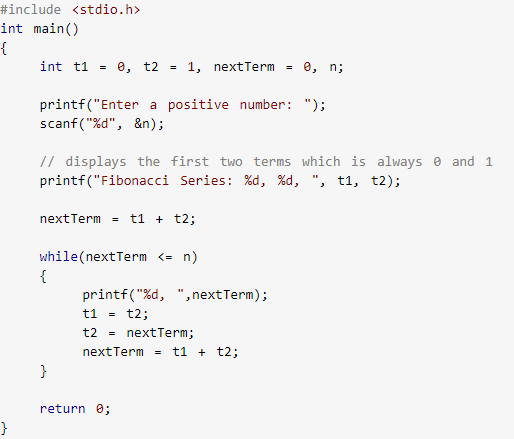 #include <stdio.h>
int main()
{
    int t1 = 0, t2 = 1, nextTerm = 0, n;

    printf("Enter a positive number: ");
    scanf("%d", &n);

    // displays the first two terms which is always 0 and 1
    printf("Fibonacci Series: %d, %d, ", t1, t2);

    nextTerm = t1 + t2;

    while(nextTerm <= n)
    {
        printf("%d, ",nextTerm);
        t1 = t2;
        t2 = nextTerm;
        nextTerm = t1 + t2;
    }

    return 0;
}